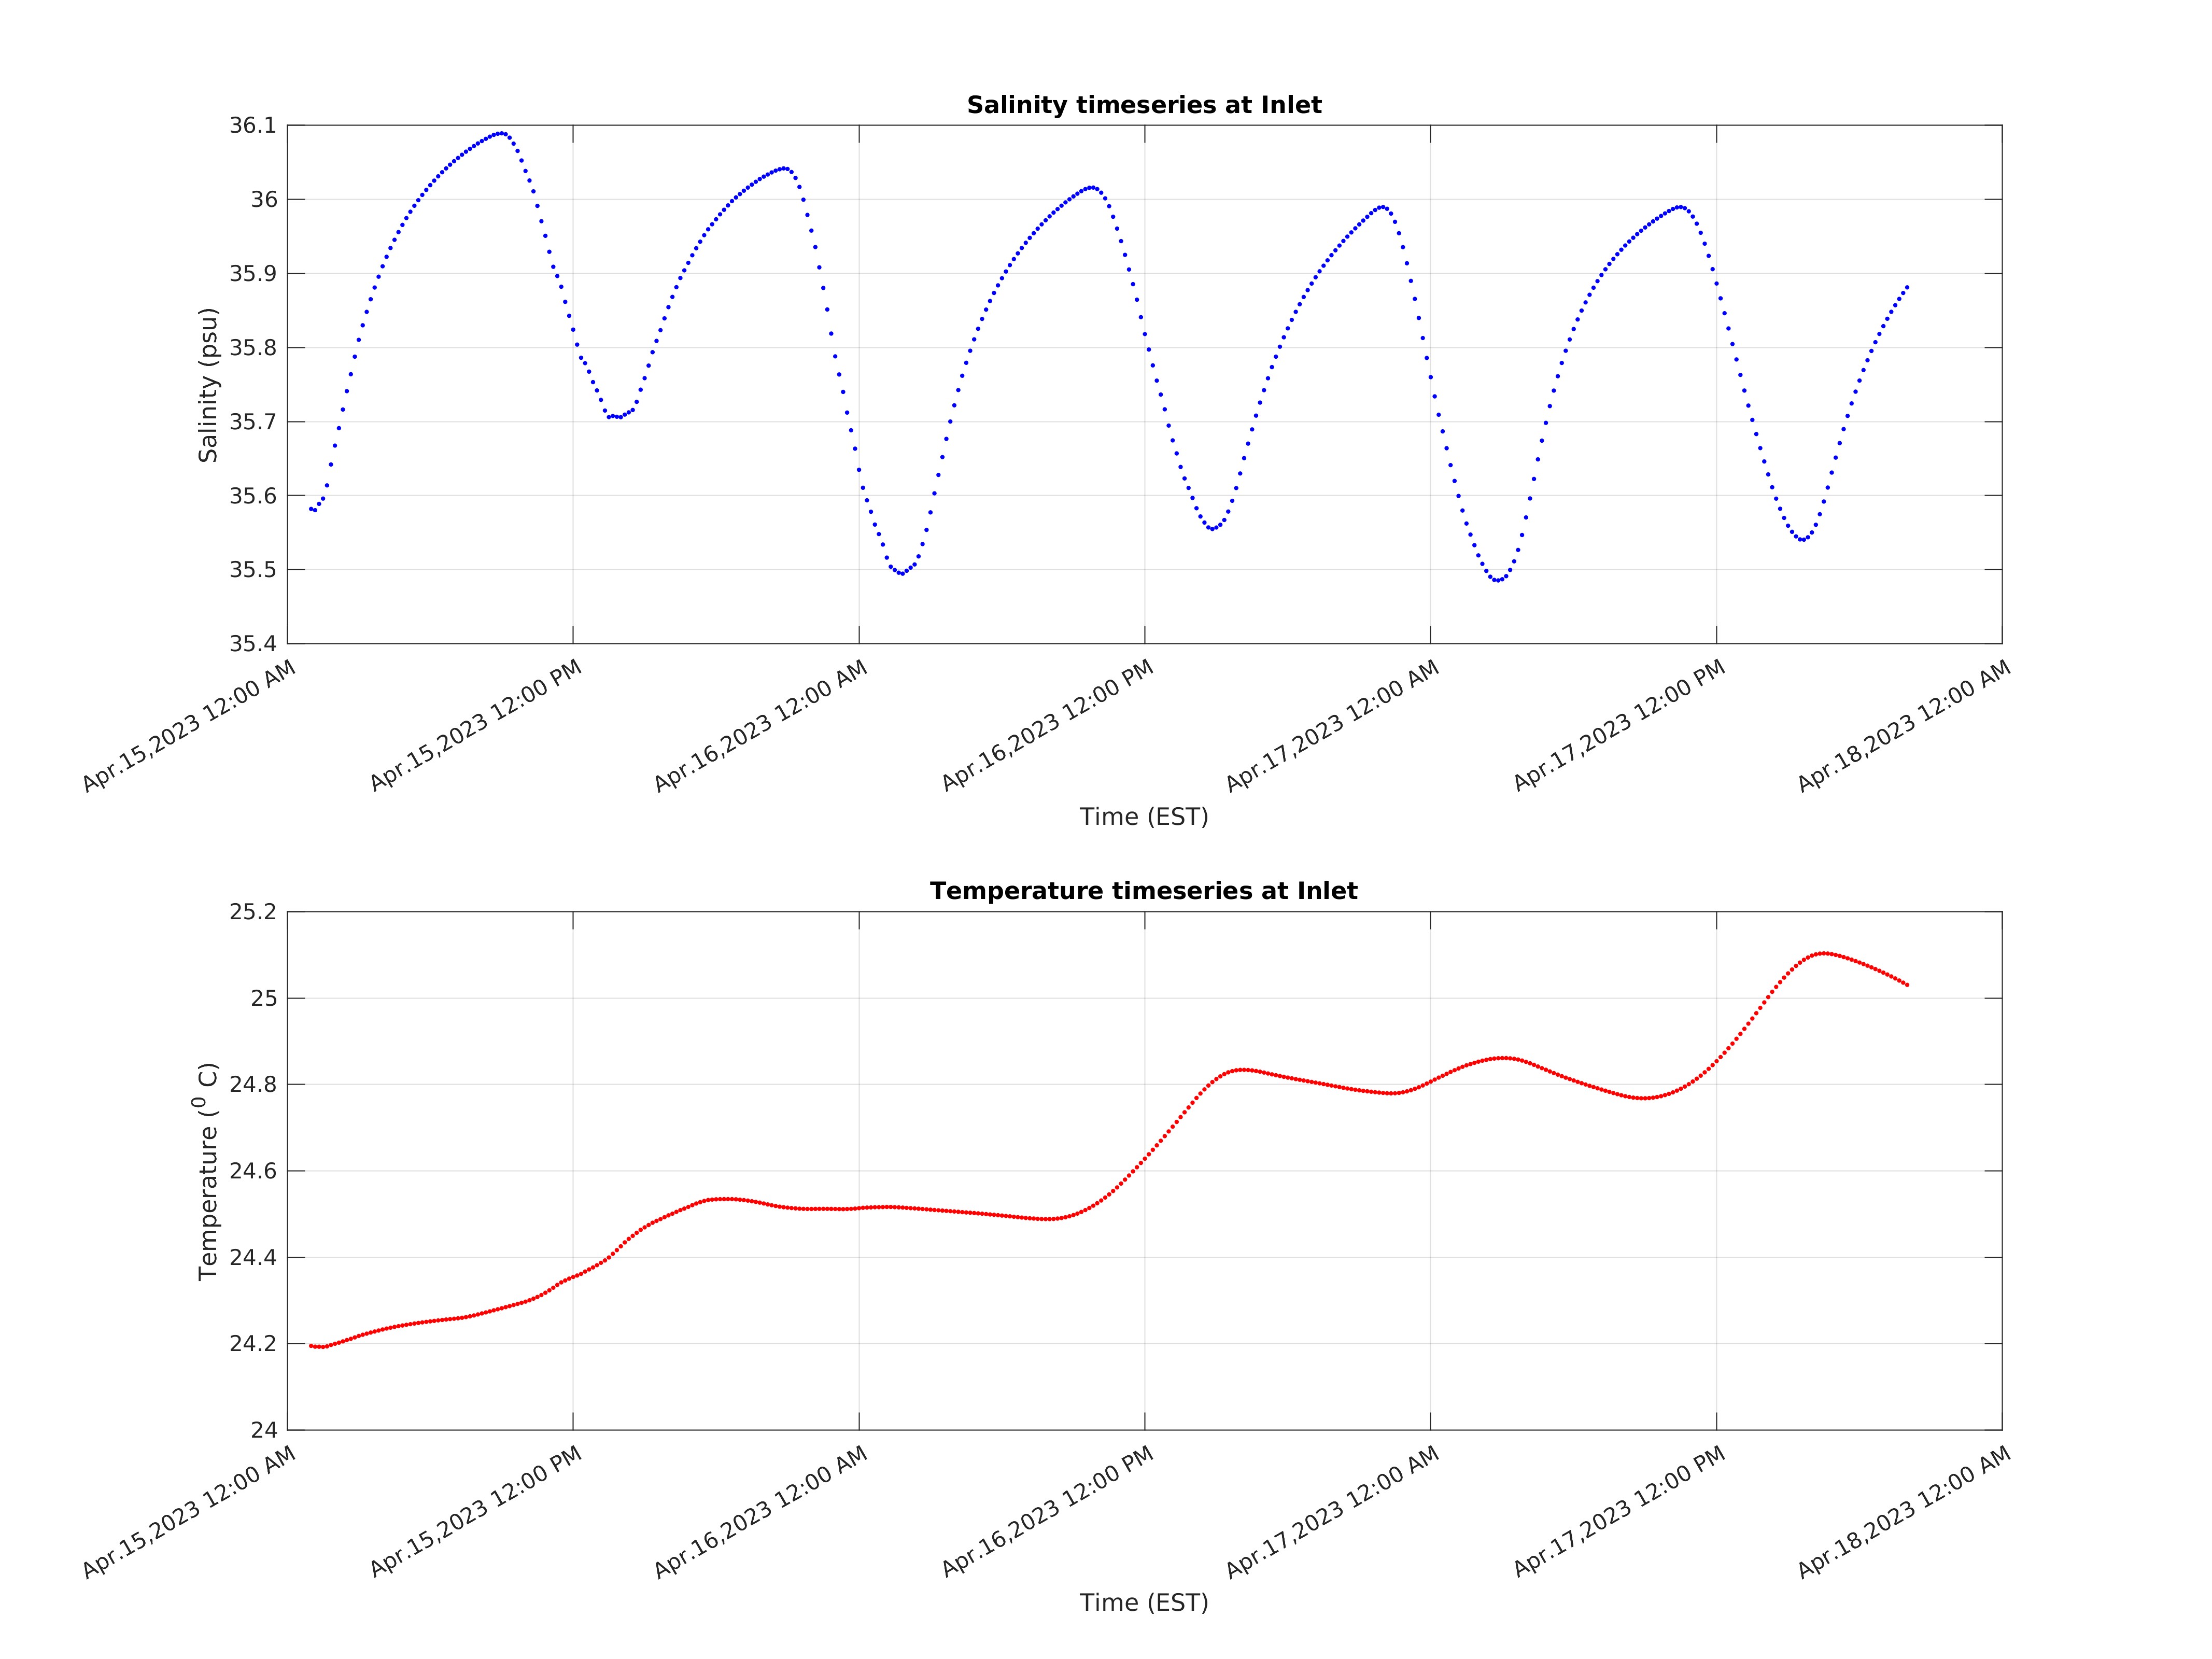 Salinity timeseries at Inlet
36.1
36
35.9
35.8
35.7
35.6
35.5
35.4
Salinity (psu)
Apr.15,2023 12:00 AM
Apr.15,2023 12:00 PM
Apr.16,2023 12:00 AM
Apr.16,2023 12:00 PM
Apr.17,2023 12:00 AM
Apr.17,2023 12:00 PM
Apr.18,2023 12:00 AM
Time (EST)
Temperature timeseries at Inlet
25.2
25
24.8
24.6
24.4
24.2
24
Temperature (⁰ C)
Apr.15,2023 12:00 AM
Apr.15,2023 12:00 PM
Apr.16,2023 12:00 AM
Apr.16,2023 12:00 PM
Apr.17,2023 12:00 AM
Apr.17,2023 12:00 PM
Apr.18,2023 12:00 AM
Time (EST)